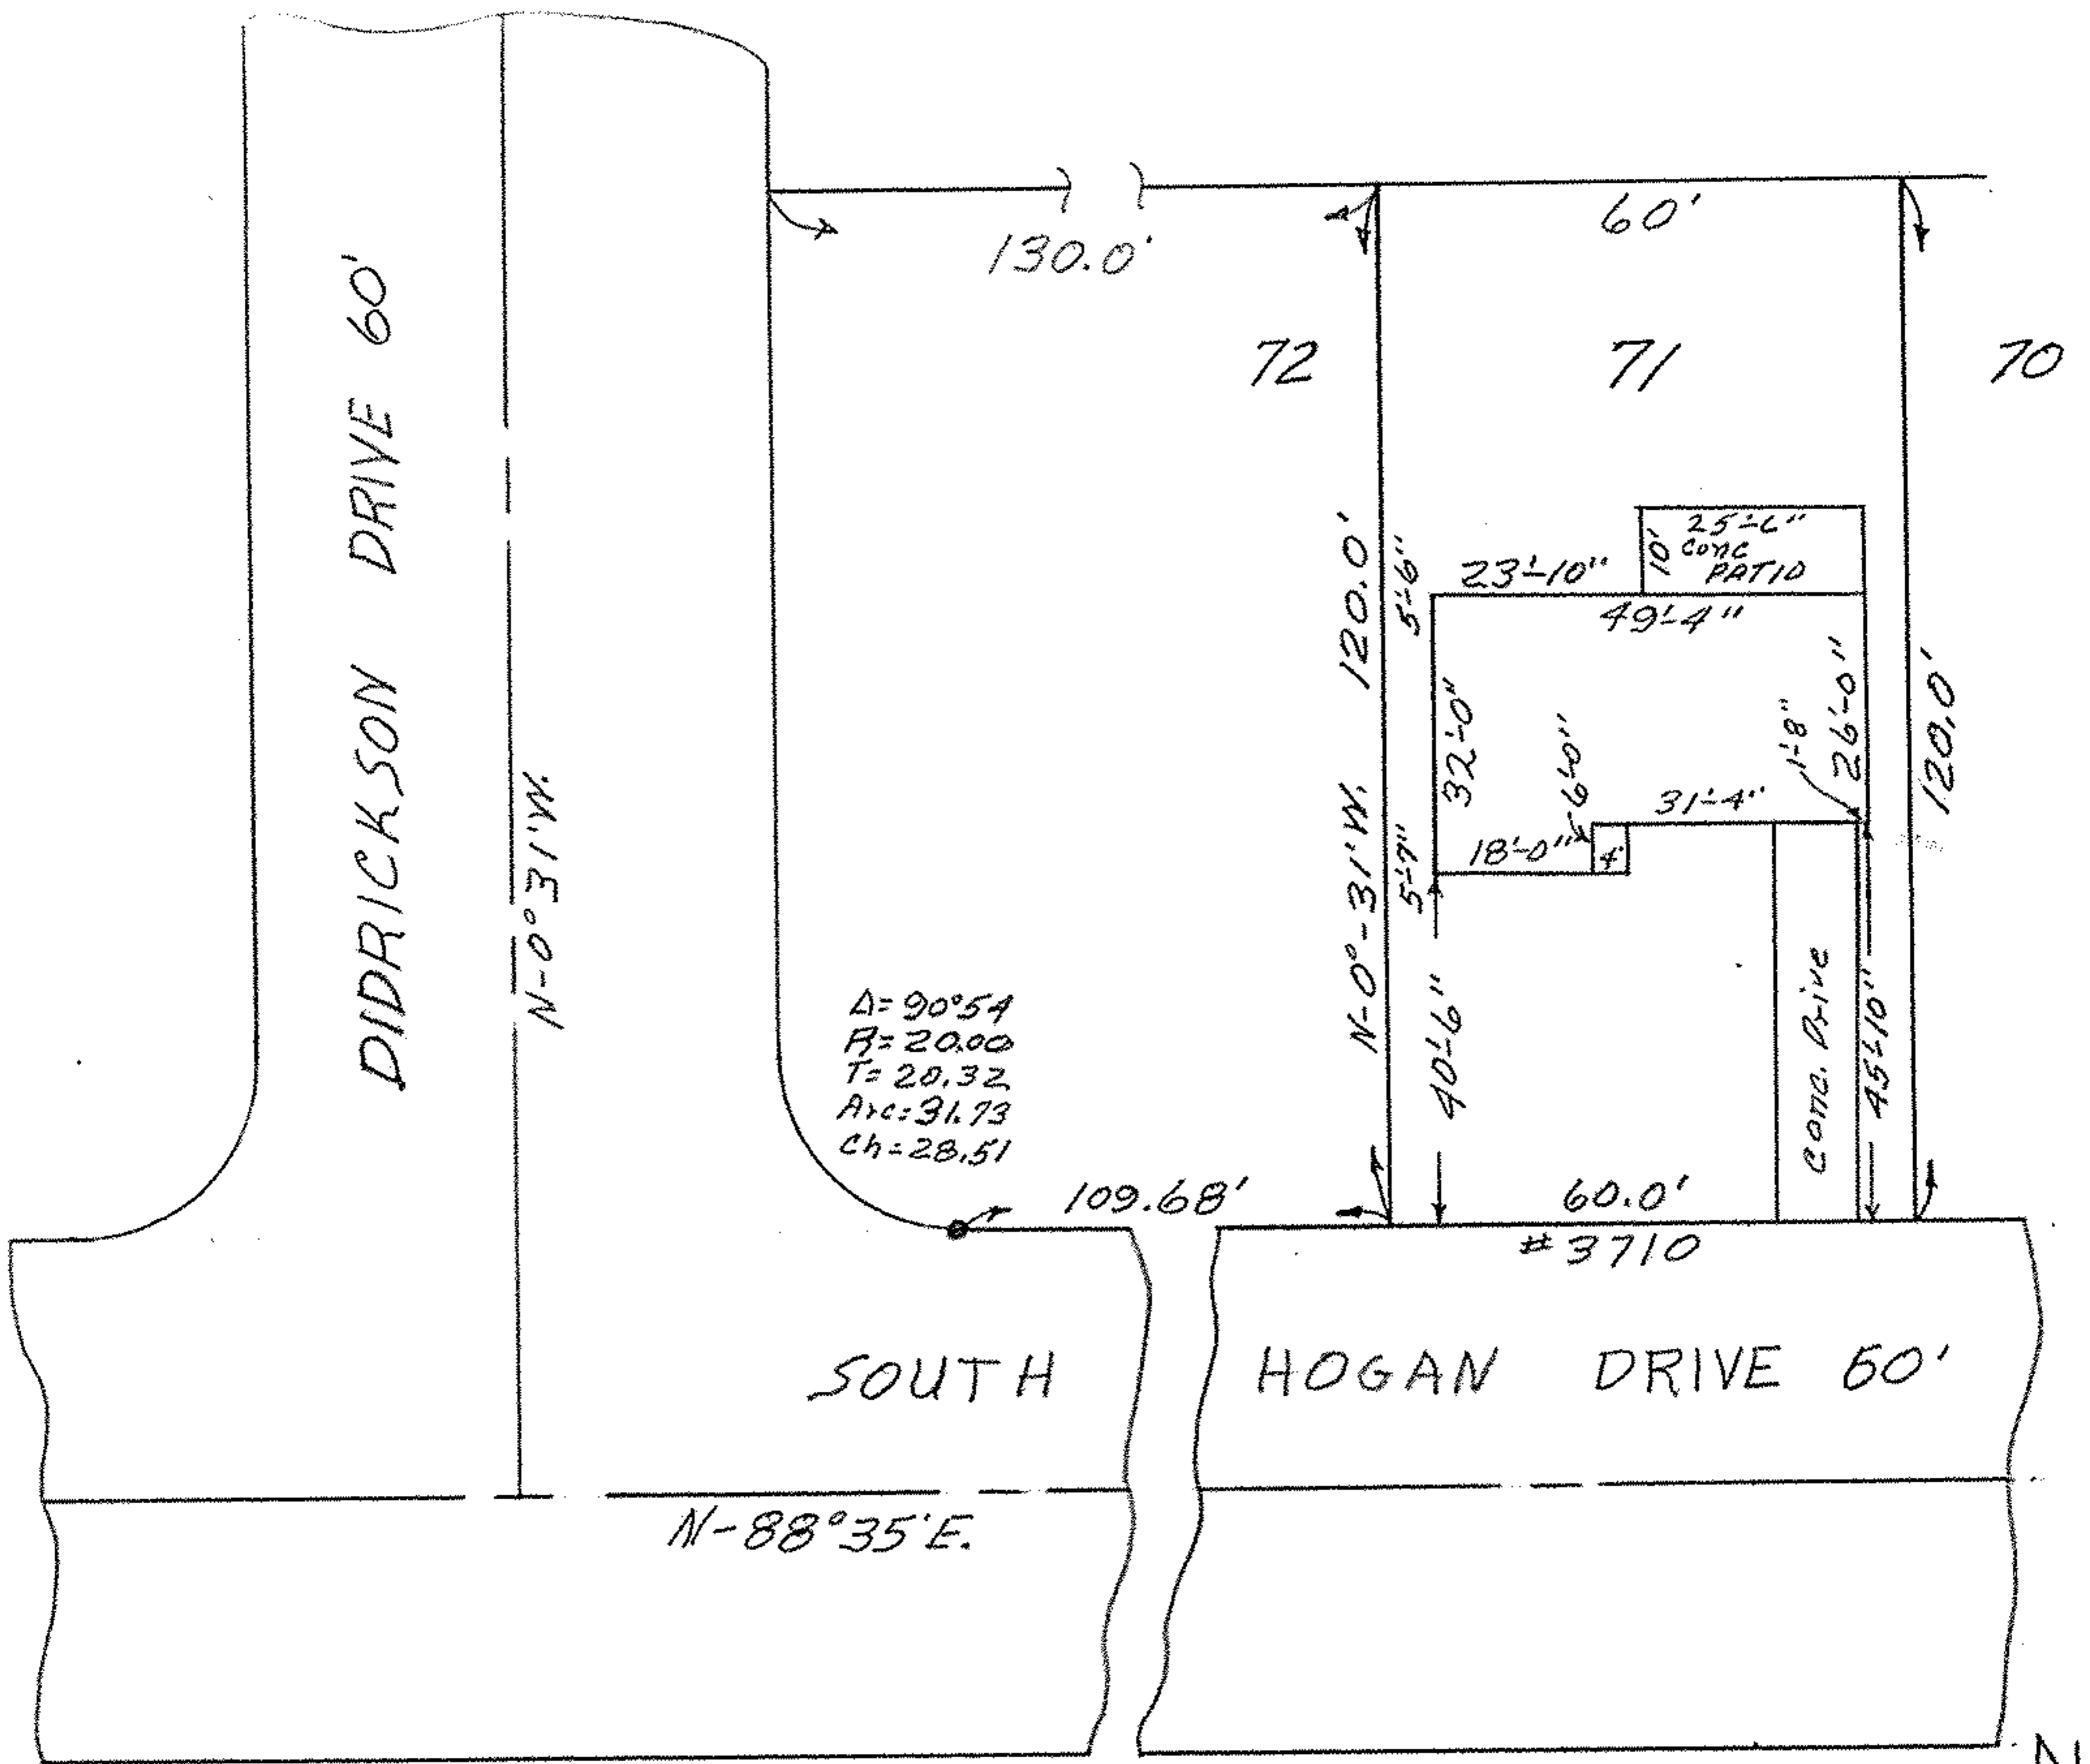 60'
130.0'
72
71
70
DIDRICKSON DRIVE 60'
N-0°31'W.
N-0°-31'W. 120.0'
5'-6"
23'-10"
10'
25'-6"
conc
PATIO
49'-4"
32'-0"
6'-0"
1'-8"
26'-0"
120.0'
31'-4"
18'-0"
4'
5'-7"
40'-6"
Conc. Drive
45'-10"
Δ=90°54
R=20.00
T=20.32
Arc=31.73
Ch=28.51
109.68'
60.0'
#3710
SOUTH HOGAN DRIVE 60'
N-88°35'E.